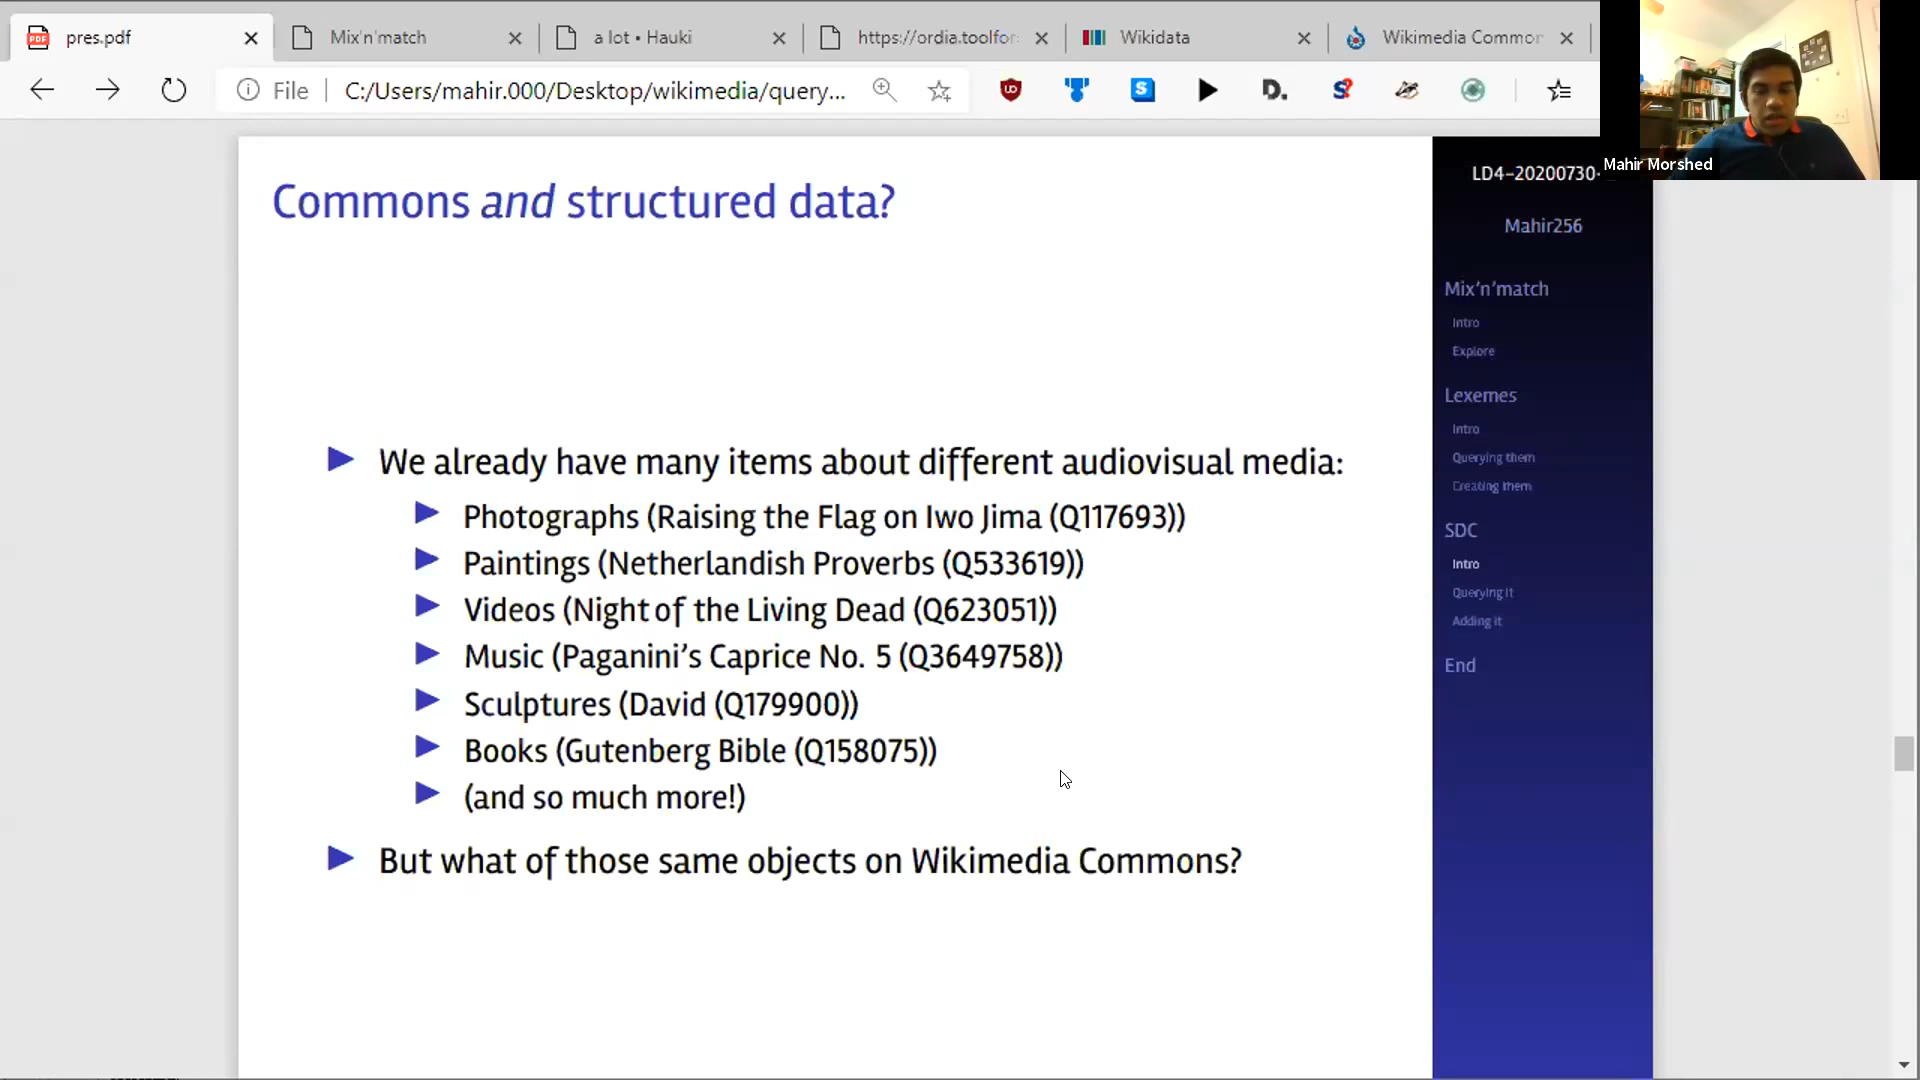 pres.pdf
Mix'n'match
a lot • Hauki
https://ordia.toolfor
Wikidata
Wikimedia Common
File
C:/Users/mahir.000/Desktop/wikimedia/query...
Mahir Morshed
Commons and structured data?
We already have many items about different audiovisual media:
Photographs (Raising the Flag on Iwo Jima (Q117693))
Paintings (Netherlandish Proverbs (Q533619))
Videos (Night of the Living Dead (Q623051))
Music (Paganini's Caprice No. 5 (Q3649758))
Sculptures (David (Q179900))
Books (Gutenberg Bible (Q158075))
(and so much more!)
But what of those same objects on Wikimedia Commons?
LD4-20200730-
Mahir256
Mix'n'match
Intro
Explore
Lexemes
Intro
Querying them
Creating them
SDC
Intro
Querying it
Adding it
End